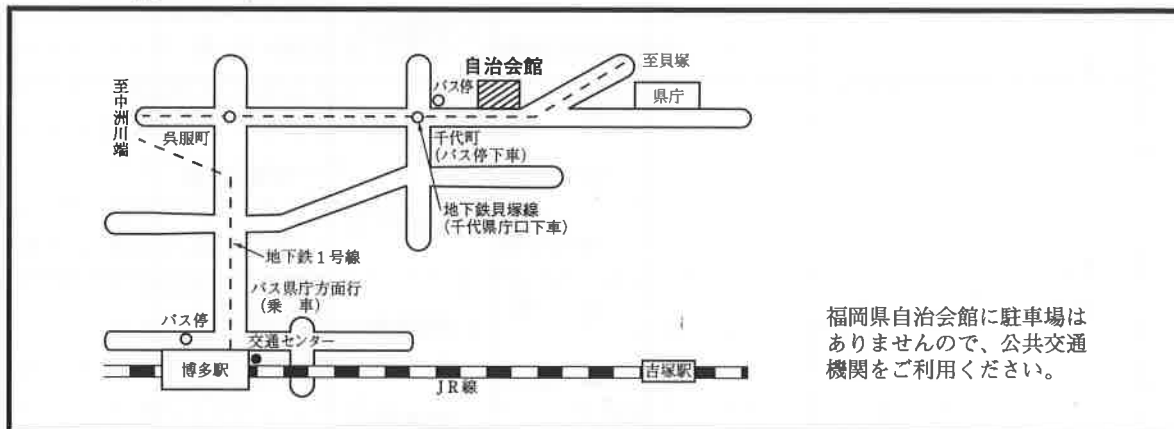 自治会館
至貝塚
バス停
県庁
至中洲川端
呉服町
千代町
(バス停下車)
地下鉄貝塚線
(千代県庁口下車)
地下鉄1号線
バス県庁方面行
(乗 車)
バス停
交通センター
博多駅
吉塚駅
JR線
福岡県自治会館に駐車場は
ありませんので、公共交通
機関をご利用ください。